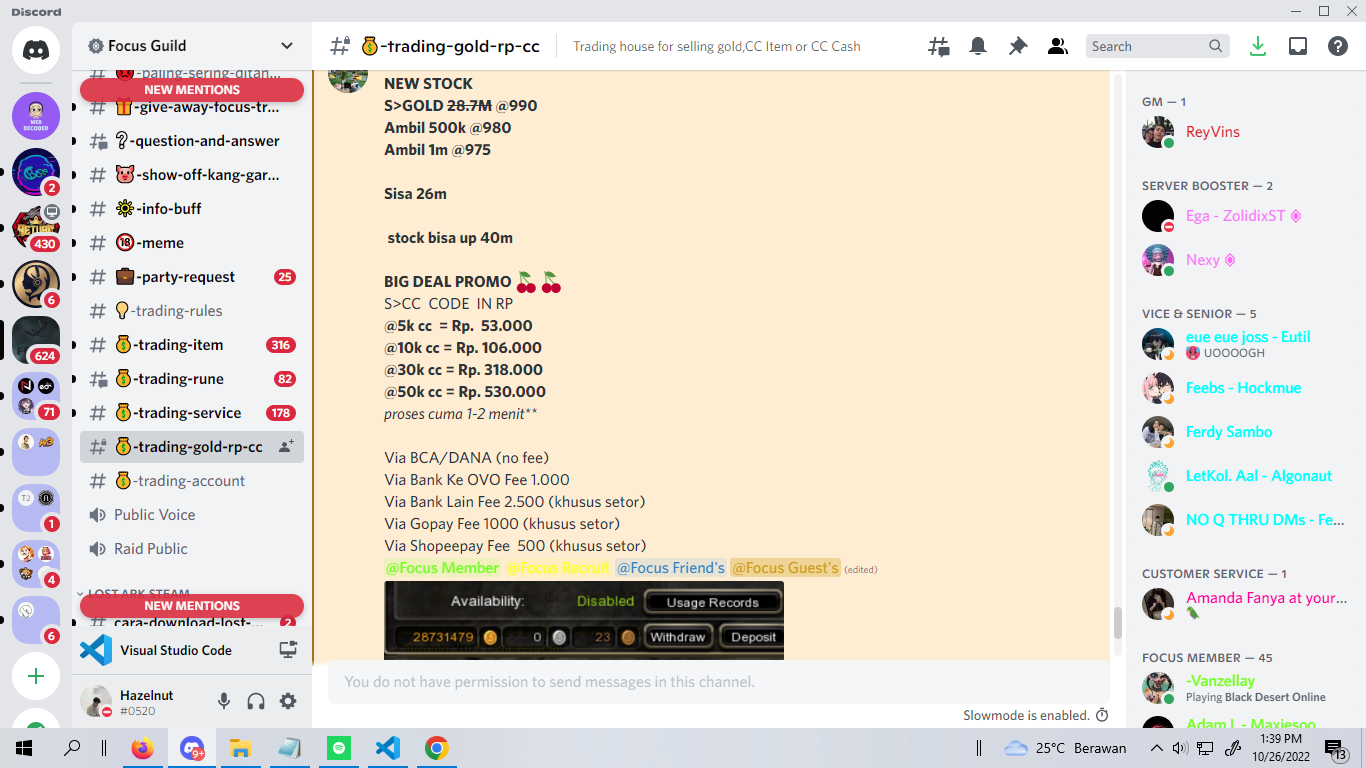 Discord
Focus Guild
-paling-sering-ditan...
NEW MENTIONS
-give-away-focus-tr...
-question-and-answer
-show-off-kang-gar...
-info-buff
-meme
-party-request 25
-trading-rules
-trading-item 316
-trading-rune 82
-trading-service 178
-trading-gold-rp-cc
-trading-account
Public Voice
Raid Public
LOST ARK STEAM
NEW MENTIONS
cara-download-lost-... 2
Visual Studio Code
Hazelnut
#0520
WEB DECODED
2
430
6
624
71
T2
1
4
6
-trading-gold-rp-cc
Trading house for selling gold,CC Item or CC Cash
Search
NEW STOCK
S>GOLD 28.7M @990
Ambil 500k @980
Ambil 1m @975
Sisa 26m
stock bisa up 40m
BIG DEAL PROMO
S>CC CODE IN RP
@5k cc = Rp. 53.000
@10k cc = Rp. 106.000
@30k cc = Rp. 318.000
@50k cc = Rp. 530.000
proses cuma 1-2 menit**
Via BCA/DANA (no fee)
Via Bank Ke OVO Fee 1.000
Via Bank Lain Fee 2.500 (khusus setor)
Via Gopay Fee 1000 (khusus setor)
Via Shopeepay Fee 500 (khusus setor)
@Focus Member @Focus Recruit @Focus Friend's @Focus Guest's (edited)
Availability: Disabled Usage Records
28731479 0 23 Withdraw Deposit
You do not have permission to send messages in this channel.
Slowmode is enabled.
GM — 1
ReyVins
SERVER BOOSTER — 2
Ega - ZolidixST
Nexy
VICE & SENIOR — 5
eue eue joss - Eutil
UOOOOGH
Feebs - Hockmue
Ferdy Sambo
LetKol. Aal - Algonaut
NO Q THRU DMs - Fe...
CUSTOMER SERVICE — 1
Amanda Fanya at your...
FOCUS MEMBER — 45
-Vanzellay
Playing Black Desert Online
Adam L - Maxiesoo
9+
25°C Berawan
1:39 PM
10/26/2022
13